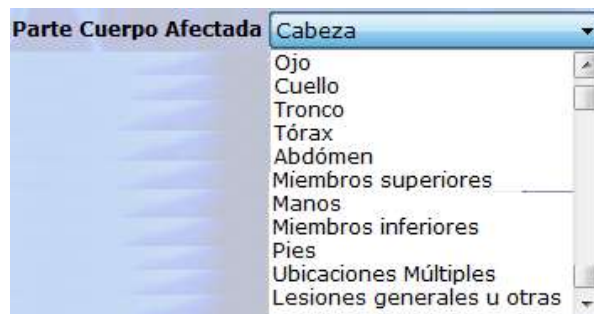 Parte Cuerpo Afectada Cabeza
Ojo
Cuello
Tronco
Tórax
Abdómen
Miembros superiores
Manos
Miembros inferiores
Pies
Ubicaciones Múltiples
Lesiones generales u otras